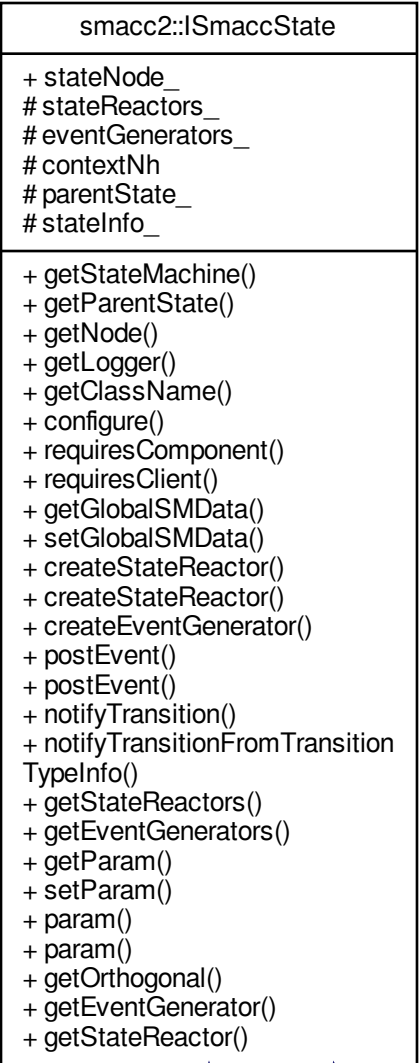 smacc2::ISmaccState
+ stateNode_
# stateReactors_
# eventGenerators_
# contextNh
# parentState_
# stateInfo_
+ getStateMachine()
+ getParentState()
+ getNode()
+ getLogger()
+ getClassName()
+ configure()
+ requiresComponent()
+ requiresClient()
+ getGlobalSMData()
+ setGlobalSMData()
+ createStateReactor()
+ createStateReactor()
+ createEventGenerator()
+ postEvent()
+ postEvent()
+ notifyTransition()
+ notifyTransitionFromTransition
TypeInfo()
+ getStateReactors()
+ getEventGenerators()
+ getParam()
+ setParam()
+ param()
+ param()
+ getOrthogonal()
+ getEventGenerator()
+ getStateReactor()